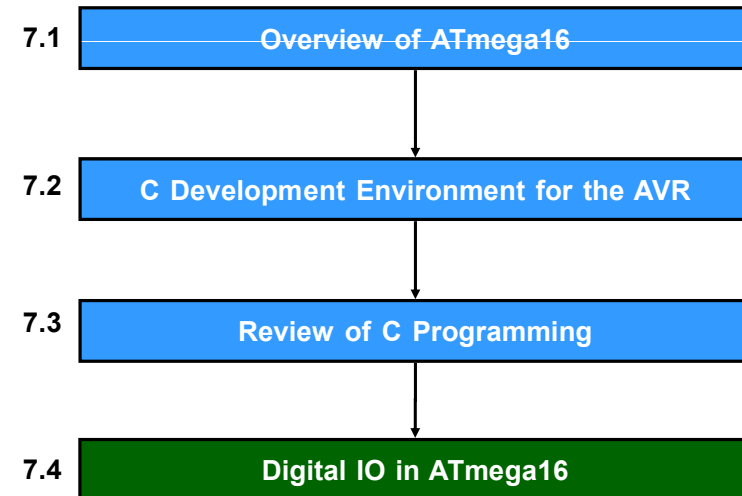 7.1 Overview of ATmega16
7.2 C Development Environment for the AVR
7.3 Review of C Programming
7.4 Digital IO in ATmega16